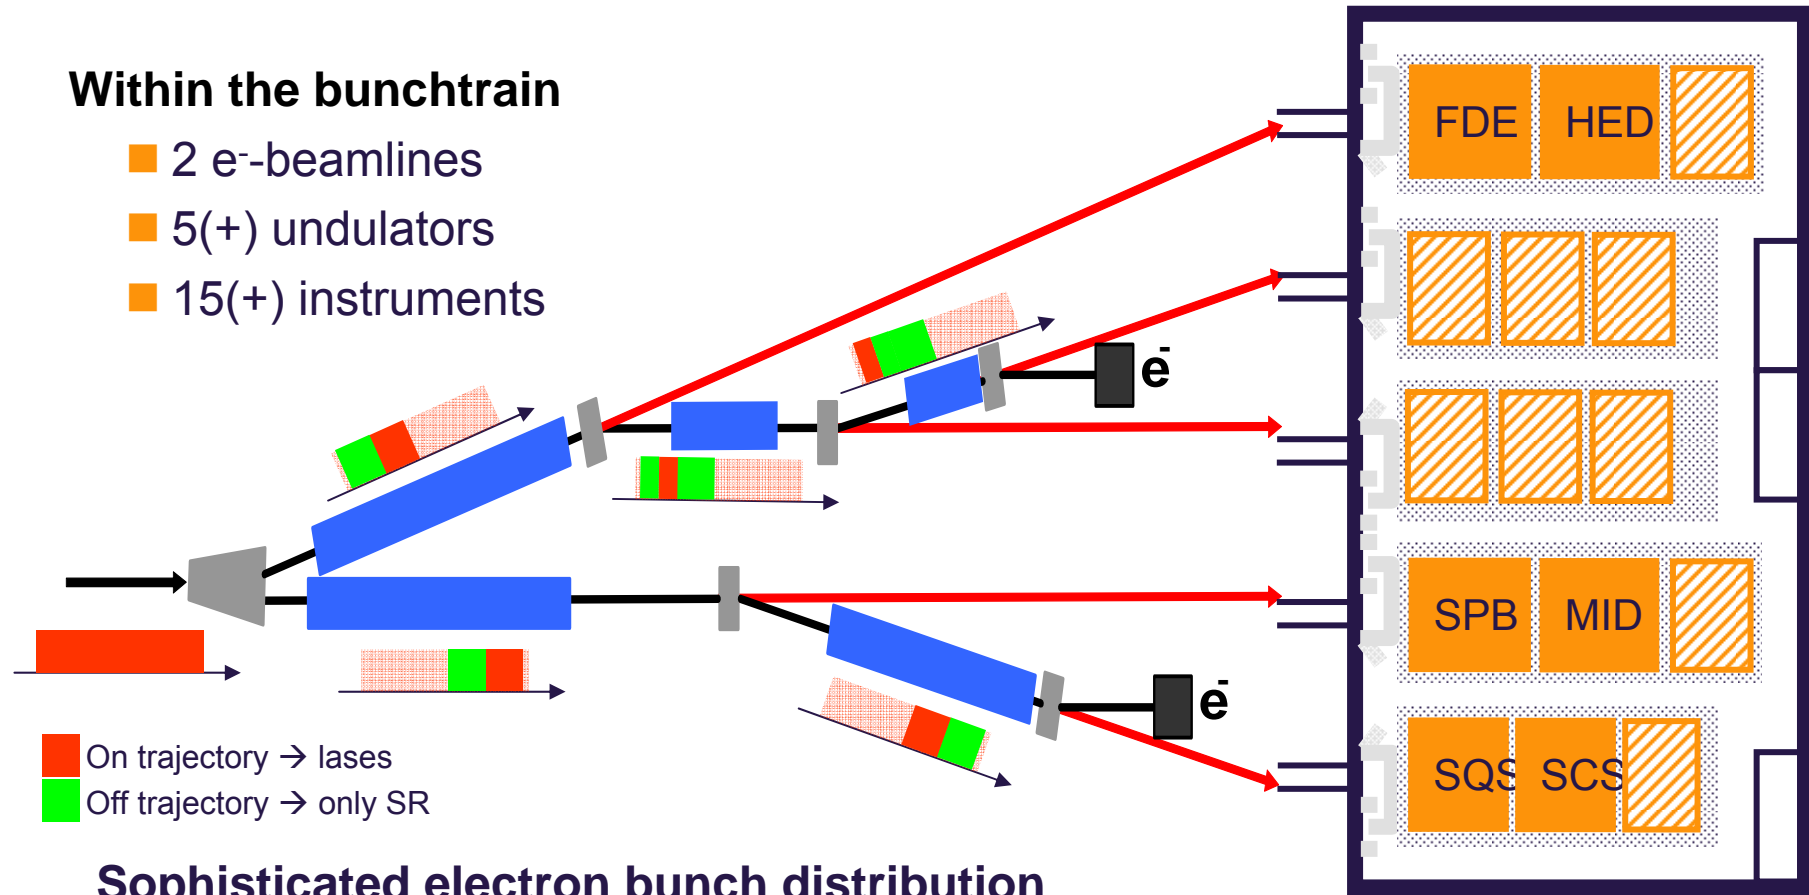 Within the bunchtrain
2 e⁻-beamlines
5(+) undulators
15(+) instruments
FDE HED
e⁻
SPB MID
e⁻
SQS SCS
On trajectory → lases
Off trajectory → only SR
Sophisticated electron bunch distribution